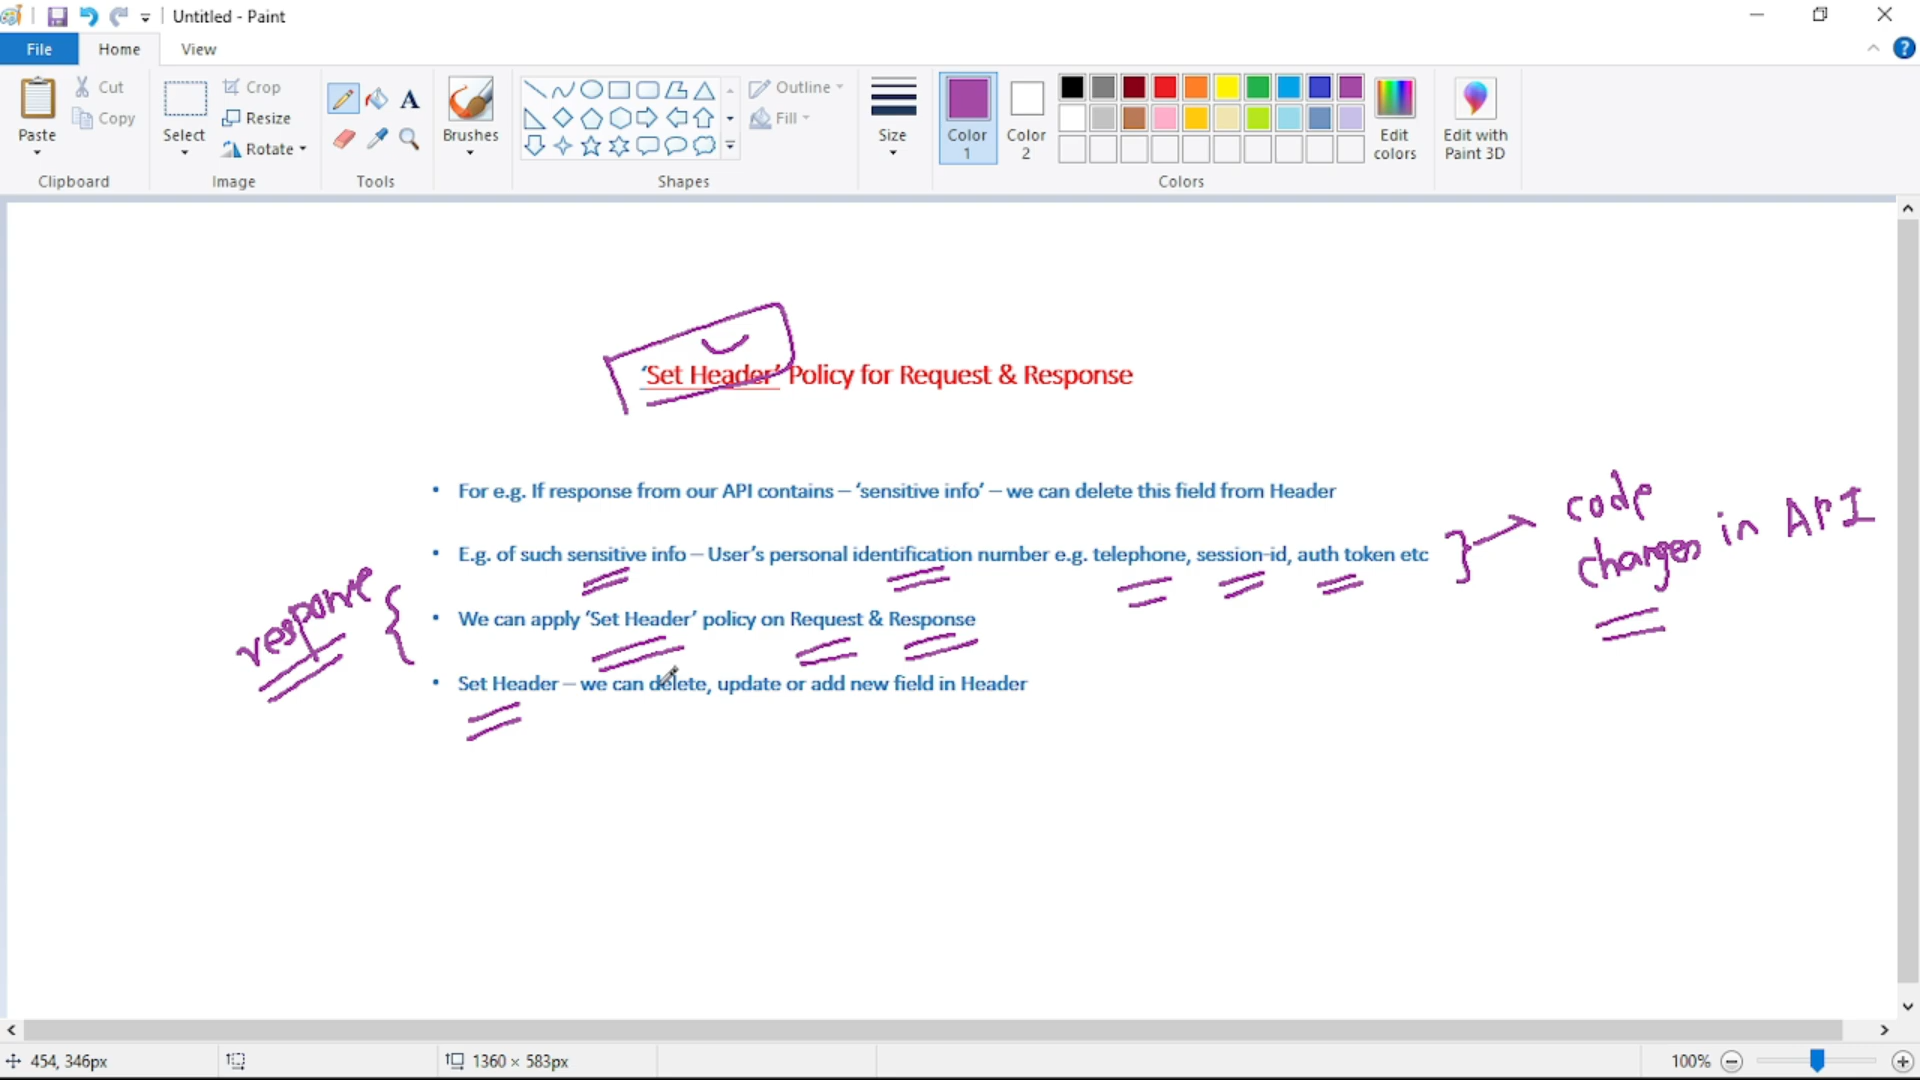 Untitled - Paint
File Home View
Paste
Cut
Copy
Clipboard
Select
Crop
Resize
Rotate
Image
Tools
Brushes
Shapes
Outline
Fill
Size
Color 1
Color 2
Colors
Edit colors
Edit with Paint 3D
'Set Header' Policy for Request & Response
• For e.g. If response from our API contains – 'sensitive info' – we can delete this field from Header
• E.g. of such sensitive info – User's personal identification number e.g. telephone, session-id, auth token etc
• We can apply 'Set Header' policy on Request & Response
• Set Header – we can delete, update or add new field in Header
response
code
changes in API
454, 346px
1360 × 583px
100%